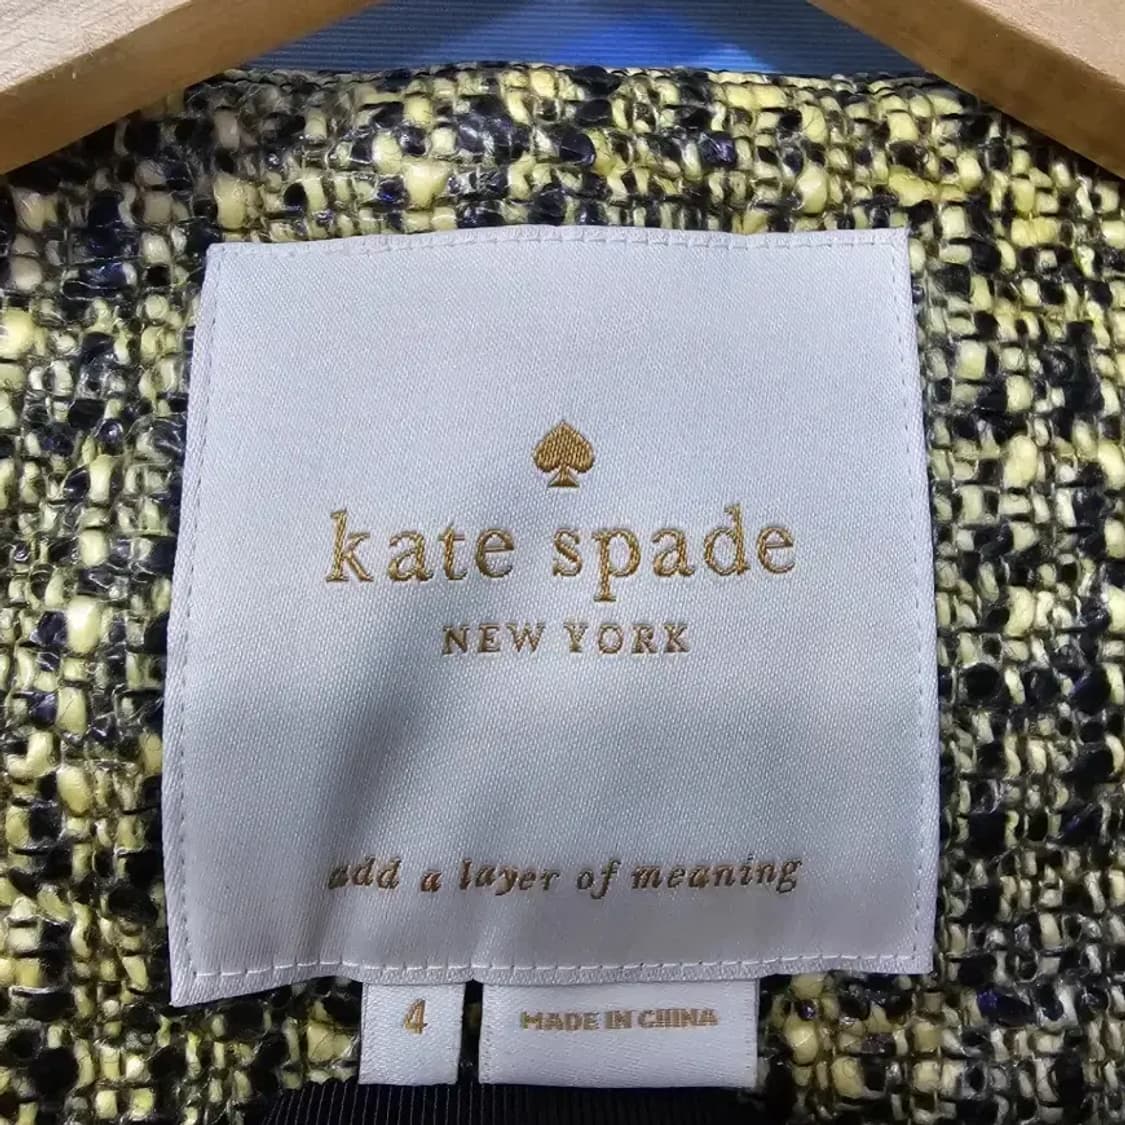 kate spade
NEW YORK
add a layer of meaning
4
MADE IN CHINA